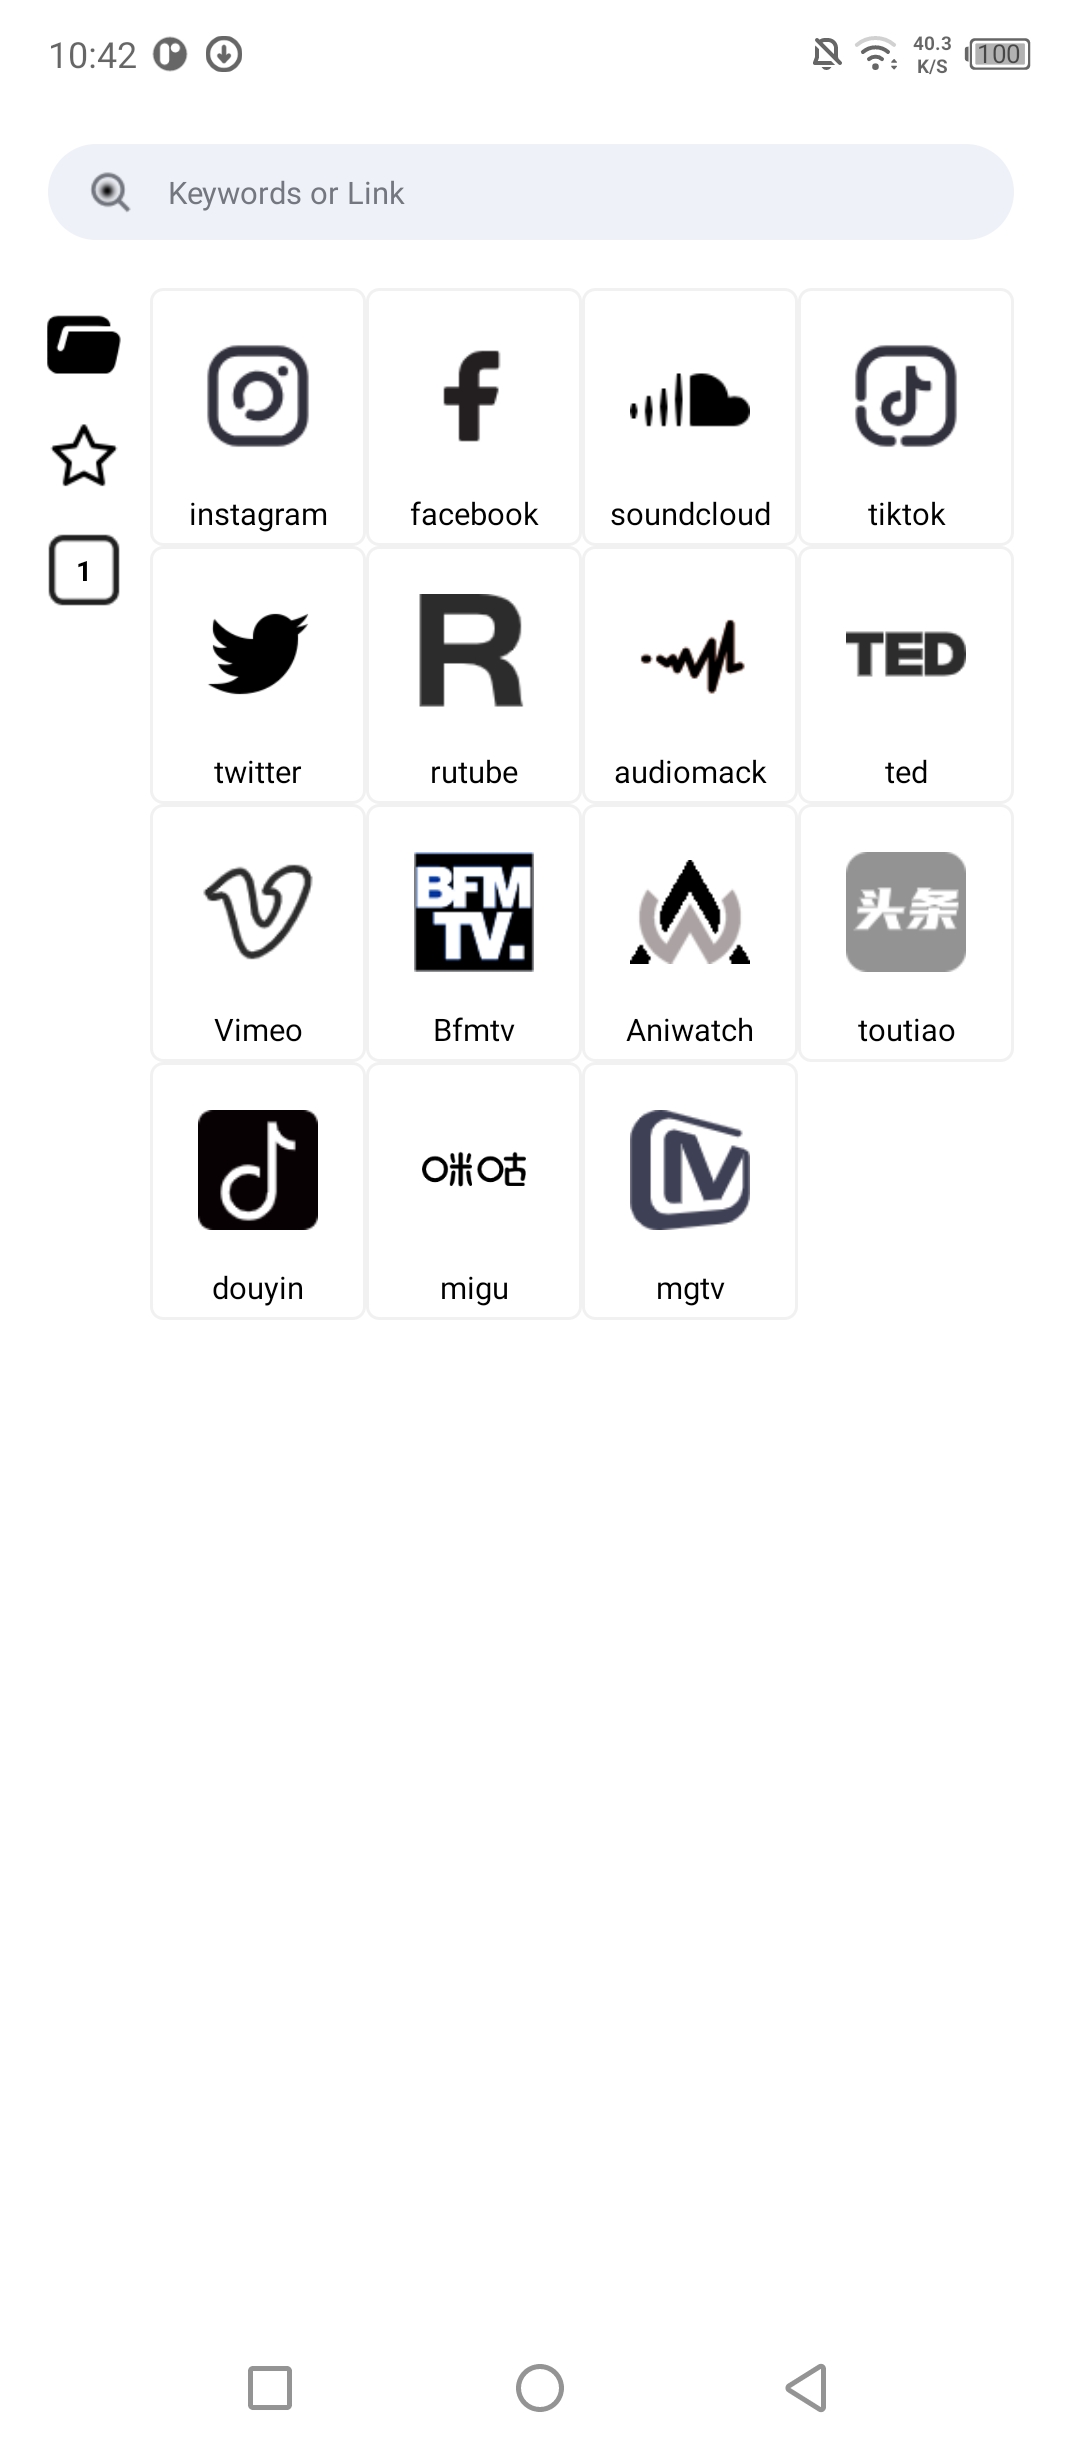 10:42
40.3
K/S
100
Keywords or Link
instagram
facebook
soundcloud
tiktok
1
R
TED
twitter
rutube
audiomack
ted
BFM
TV.
头条
Vimeo
Bfmtv
Aniwatch
toutiao
咪咕
douyin
migu
mgtv